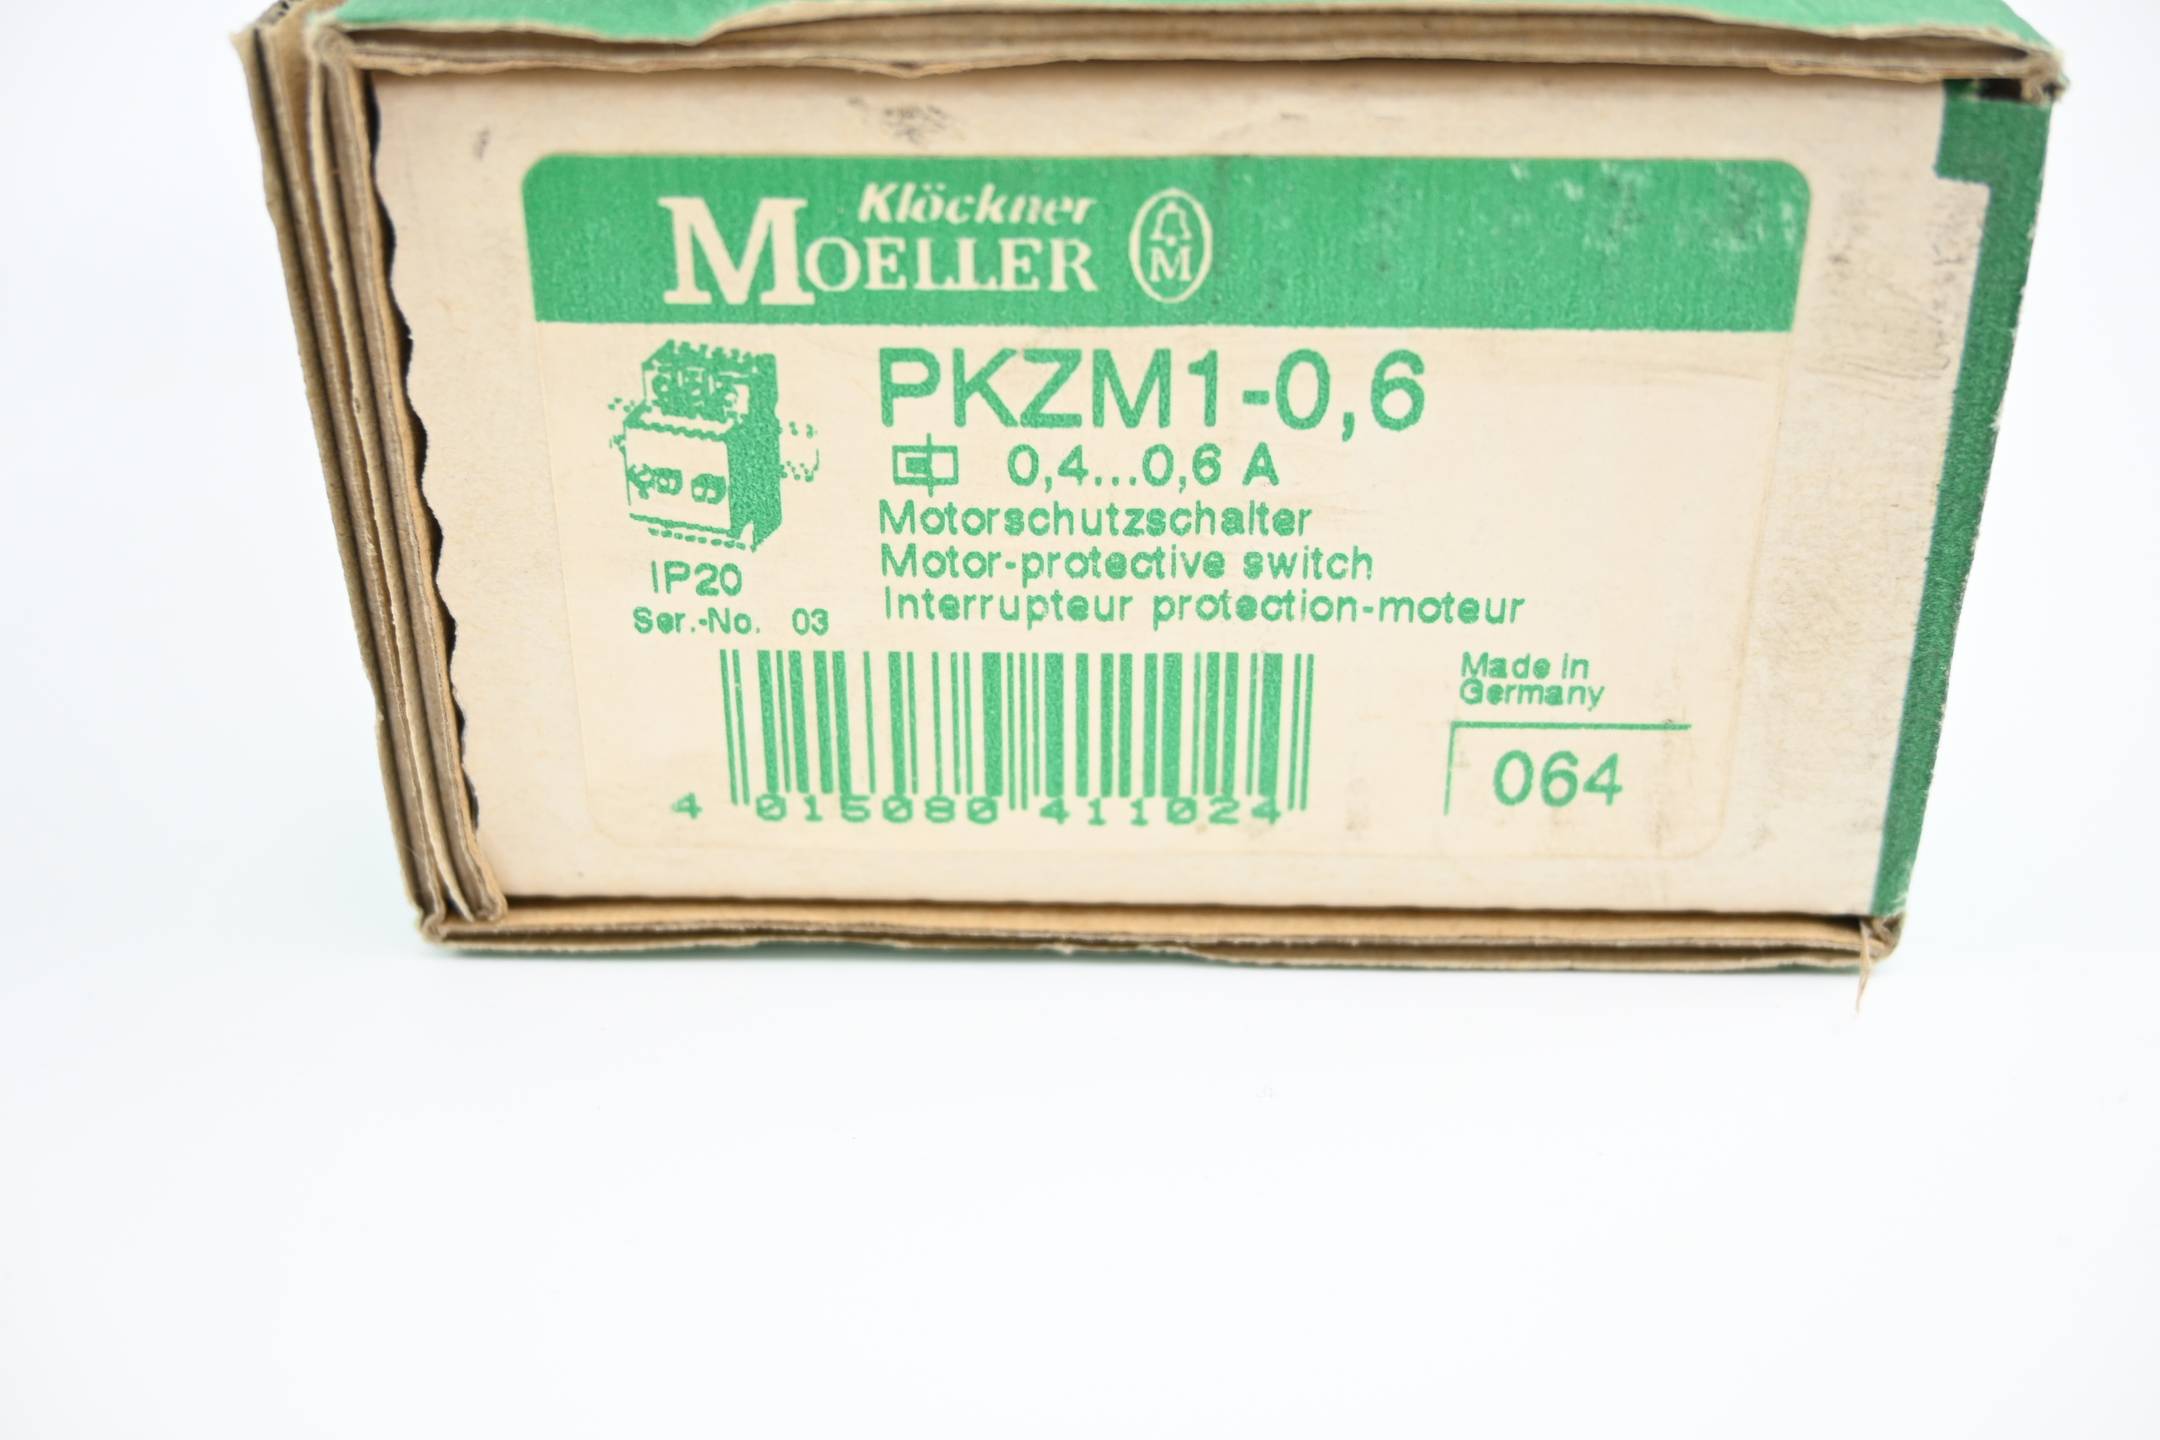 Klöckner
MOELLER
M
PKZM1-0,6
0,4...0,6 A
Motorschutzschalter
Motor-protective switch
Interrupteur protection-moteur
IP20
Ser.-No. 03
Made in
Germany
064
4 015080 411024